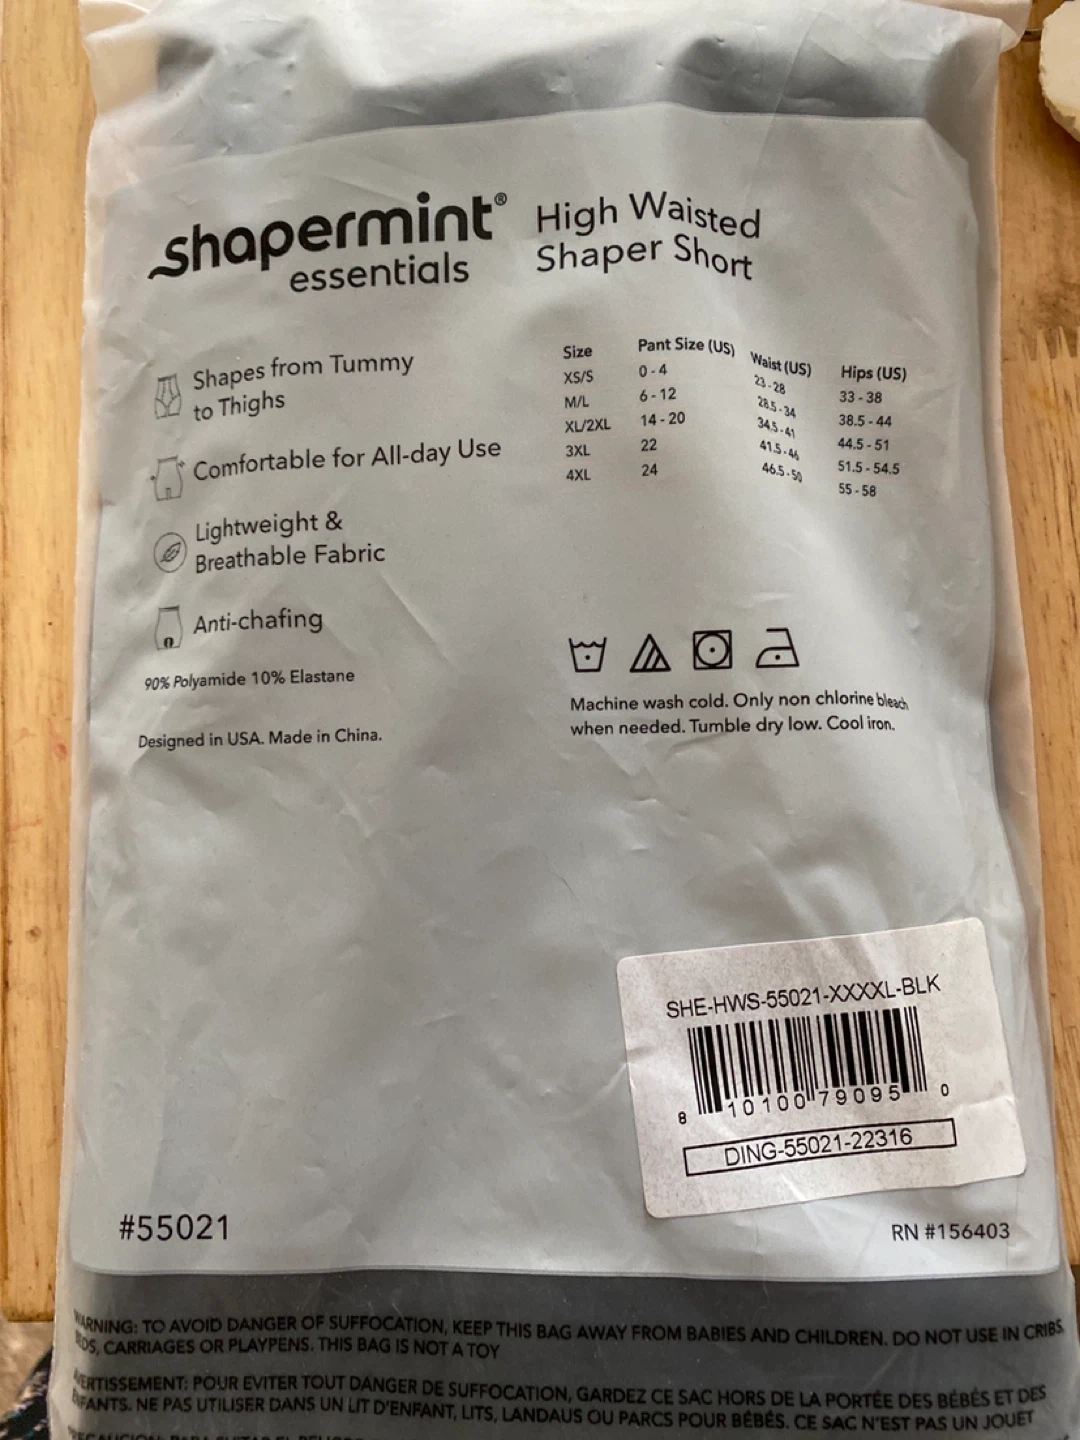 shapermint®
essentials
High Waisted
Shaper Short
Shapes from Tummy
to Thighs
Comfortable for All-day Use
Lightweight &
Breathable Fabric
Anti-chafing
90% Polyamide 10% Elastane
Designed in USA. Made in China.
Size Pant Size (US) Waist (US) Hips (US)
XS/S 0 - 4 23 - 28 33 - 38
M/L 6 - 12 28.5 - 34 38.5 - 44
XL/2XL 14 - 20 34.5 - 41 44.5 - 51
3XL 22 41.5 - 46 51.5 - 54.5
4XL 24 46.5 - 50 55 - 58
Machine wash cold. Only non chlorine bleach
when needed. Tumble dry low. Cool iron.
SHE-HWS-55021-XXXXL-BLK
8 10100 79095 0
DING-55021-22316
#55021
RN #156403
WARNING: TO AVOID DANGER OF SUFFOCATION, KEEP THIS BAG AWAY FROM BABIES AND CHILDREN. DO NOT USE IN CRIBS,
BEDS, CARRIAGES OR PLAYPENS. THIS BAG IS NOT A TOY
AVERTISSEMENT: POUR EVITER TOUT DANGER DE SUFFOCATION, GARDEZ CE SAC HORS DE LA PORTÉE DES BÉBÉS ET DES
ENFANTS. NE PAS UTILISER DANS UN LIT D'ENFANT, LITS, LANDAUS OU PARCS POUR BÉBÉS. CE SAC N'EST PAS UN JOUET